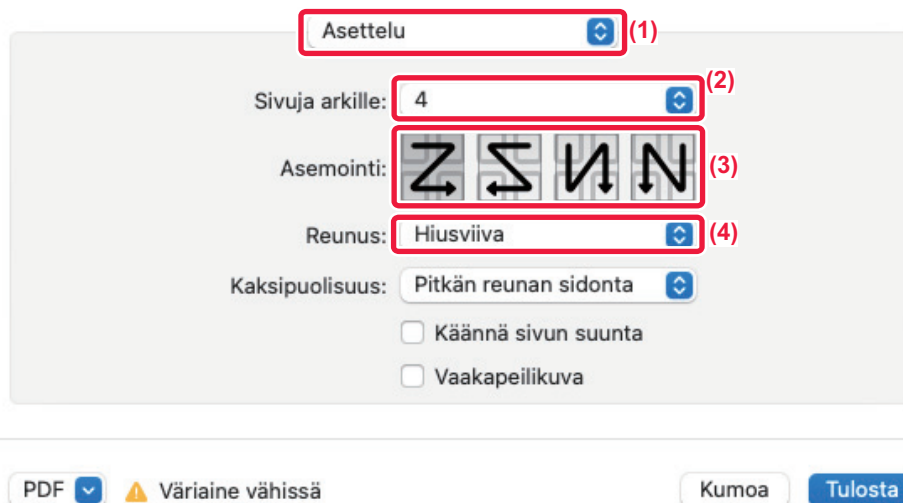 Asettelu (1)
Sivuja arkille: 4 (2)
Asemointi: (3)
Reunus: Hiusviiva (4)
Kaksipuolisuus: Pitkän reunan sidonta
Käännä sivun suunta
Vaakapeilikuva
PDF Väriaine vähissä Kumoa Tulosta